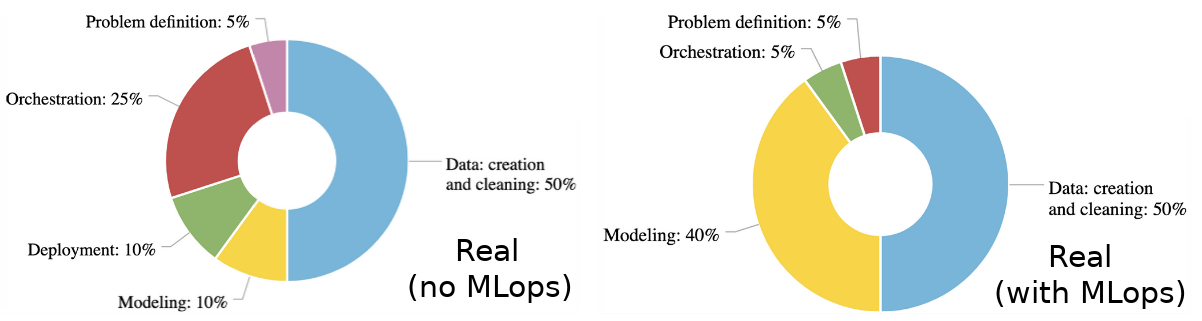 Problem definition: 5%
Orchestration: 25%
Data: creation
and cleaning: 50%
Deployment: 10%
Modeling: 10%
Real
(no MLops)
Problem definition: 5%
Orchestration: 5%
Data: creation
and cleaning: 50%
Modeling: 40%
Real
(with MLops)